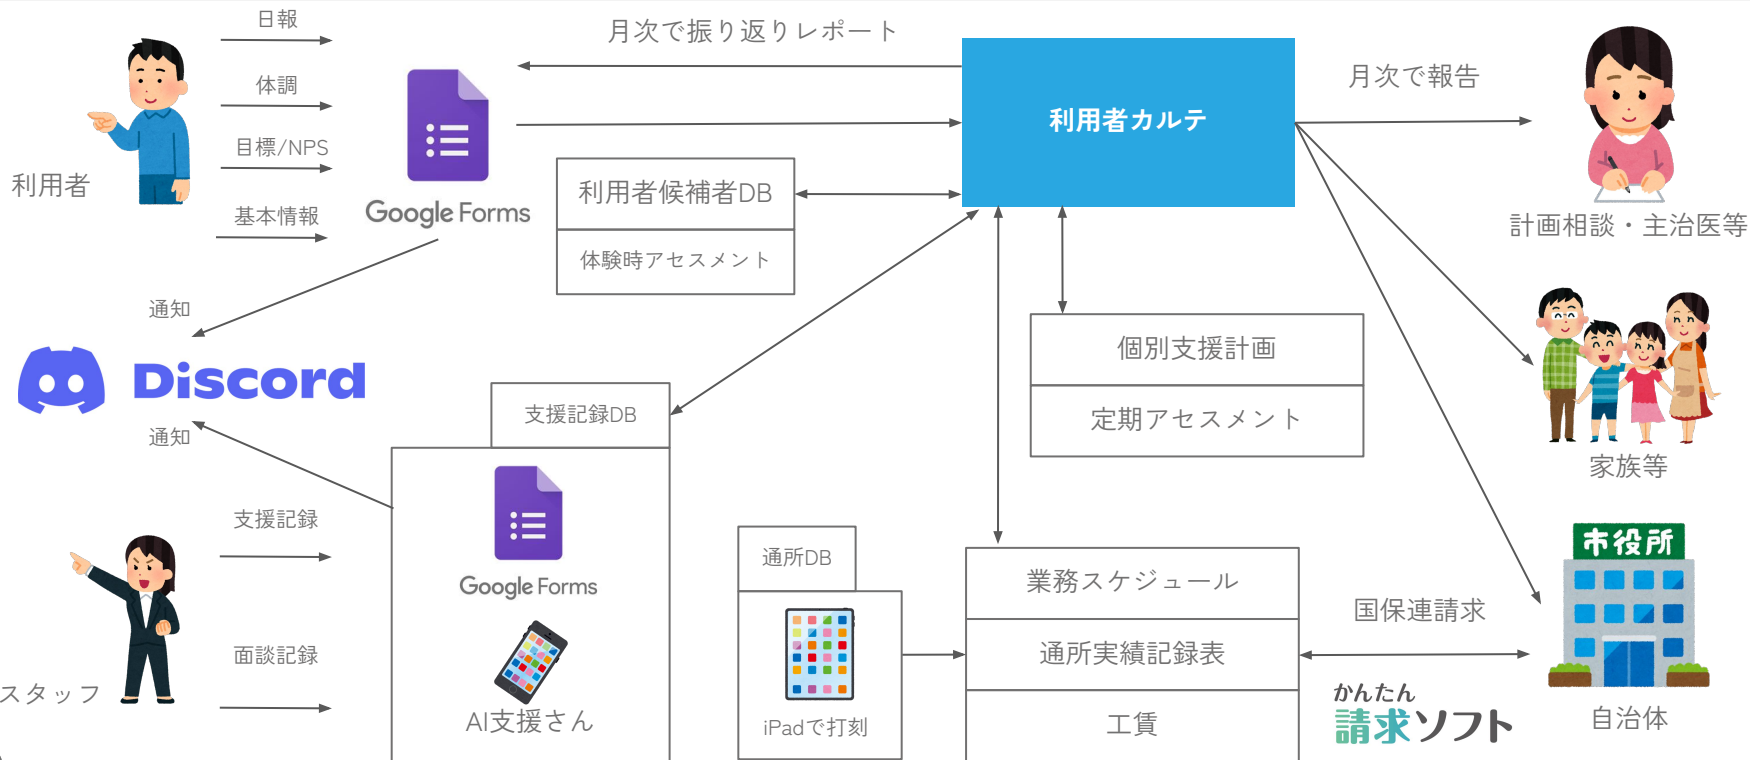 日報
体調
目標/NPS
基本情報
利用者
Google Forms
月次で振り返りレポート
利用者カルテ
月次で報告
計画相談・主治医等
利用者候補者DB
体験時アセスメント
通知
Discord
通知
家族等
個別支援計画
定期アセスメント
支援記録DB
Google Forms
AI支援さん
支援記録
面談記録
スタッフ
通所DB
iPadで打刻
業務スケジュール
通所実績記録表
工賃
国保連請求
かんたん
請求ソフト
市役所
自治体